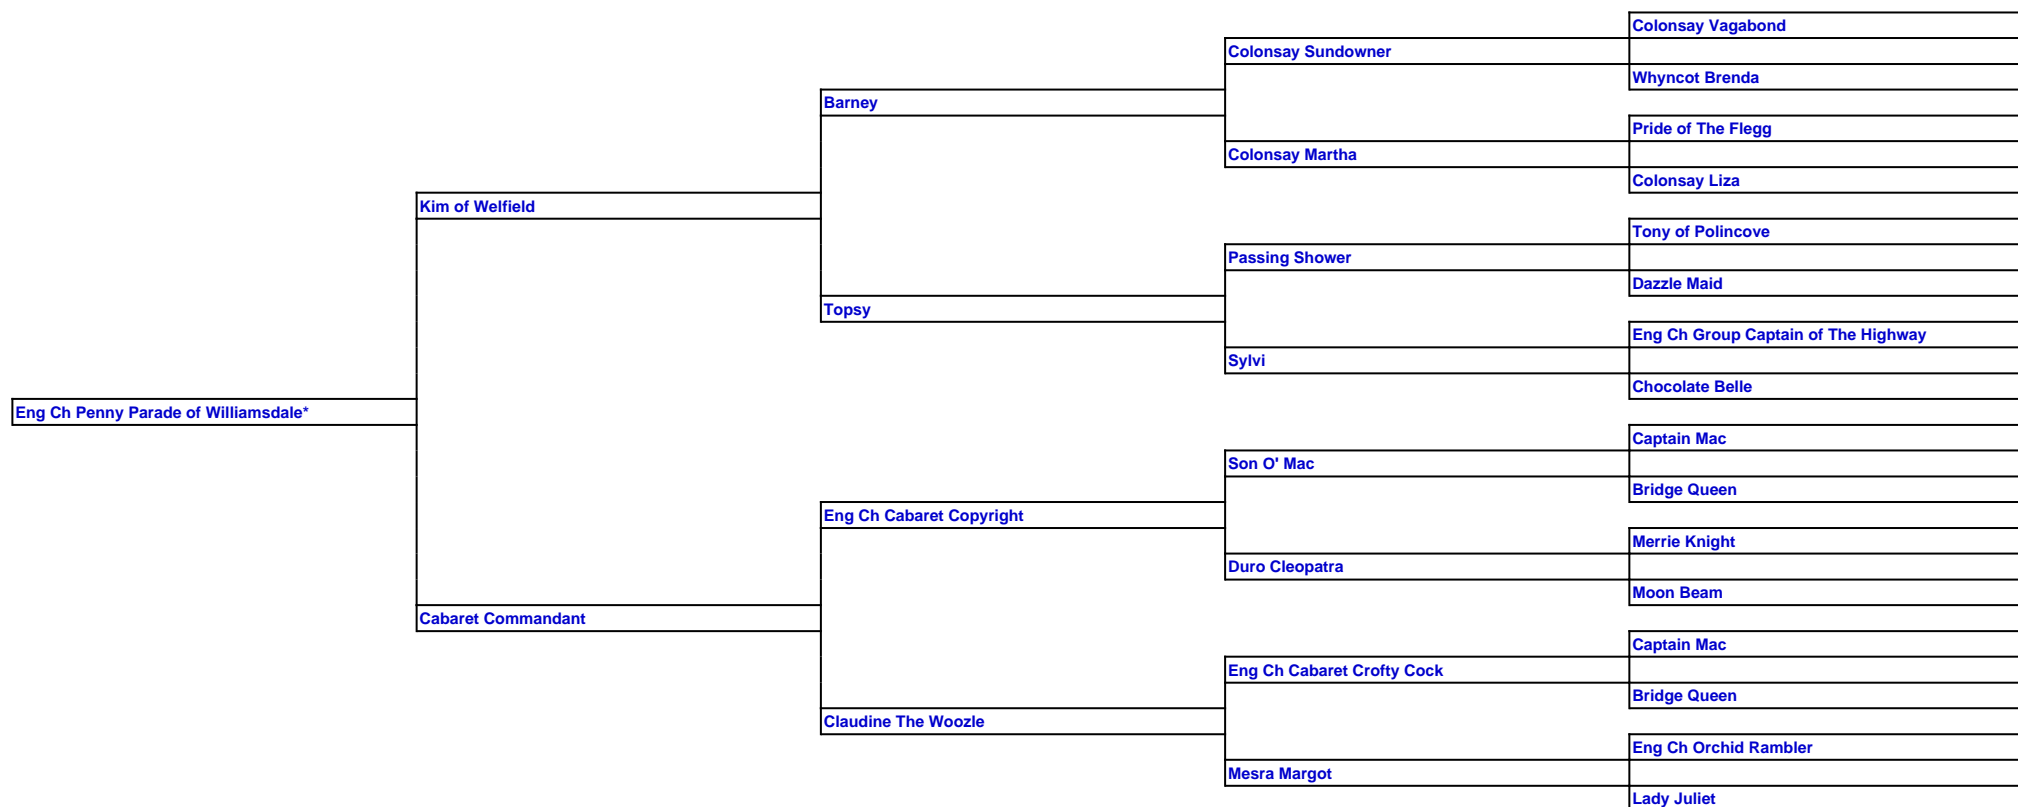 Colonsay Vagabond
Colonsay Sundowner
Whyncot Brenda
Barney
Pride of The Flegg
Colonsay Martha
Colonsay Liza
Kim of Welfield
Tony of Polincove
Passing Shower
Dazzle Maid
Topsy
Eng Ch Group Captain of The Highway
Sylvi
Chocolate Belle
Eng Ch Penny Parade of Williamsdale*
Captain Mac
Son O' Mac
Bridge Queen
Eng Ch Cabaret Copyright
Merrie Knight
Duro Cleopatra
Moon Beam
Cabaret Commandant
Captain Mac
Eng Ch Cabaret Crofty Cock
Bridge Queen
Claudine The Woozle
Eng Ch Orchid Rambler
Mesra Margot
Lady Juliet